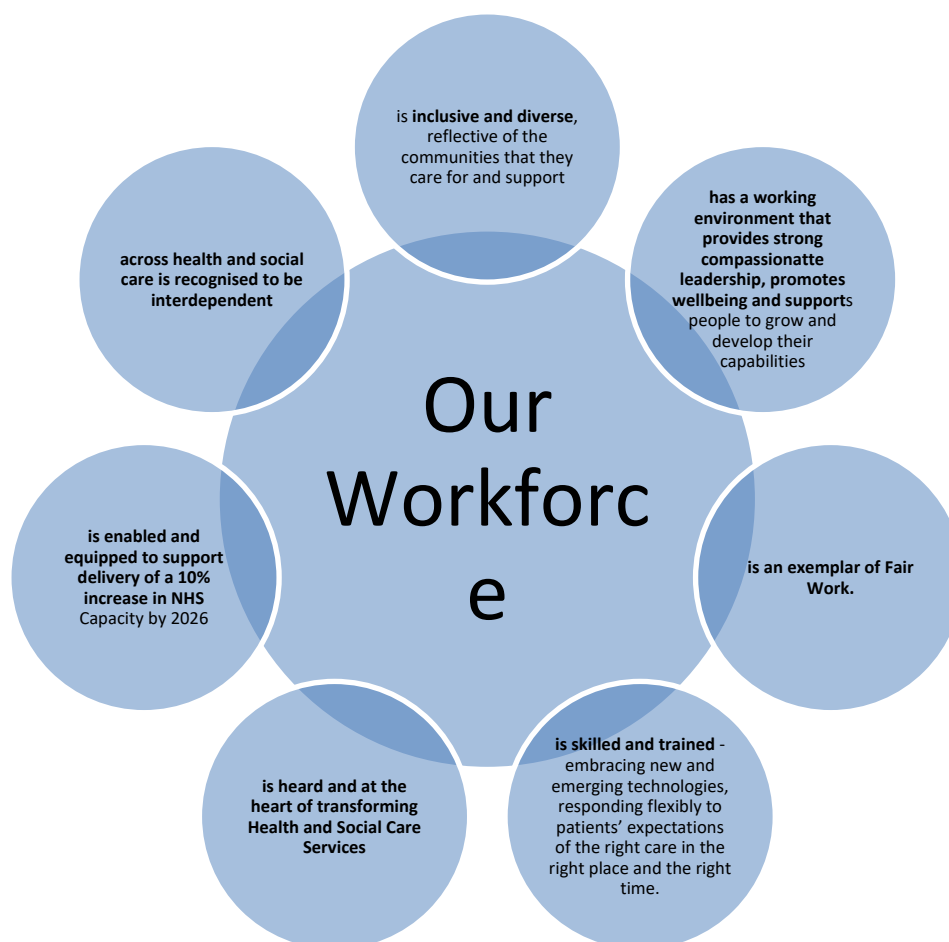 is inclusive and diverse,
reflective of the
communities that they
care for and support
has a working
environment that
provides strong
compassionatte
leadership, promotes
wellbeing and supports
people to grow and
develop their
capabilities
across health and social
care is recognised to be
interdependent
Our
Workforc
e
is enabled and
equipped to support
delivery of a 10%
increase in NHS
Capacity by 2026
is an exemplar of Fair
Work.
is heard and at the
heart of transforming
Health and Social Care
Services
is skilled and trained -
embracing new and
emerging technologies,
responding flexibly to
patients’ expectations
of the right care in the
right place and the right
time.